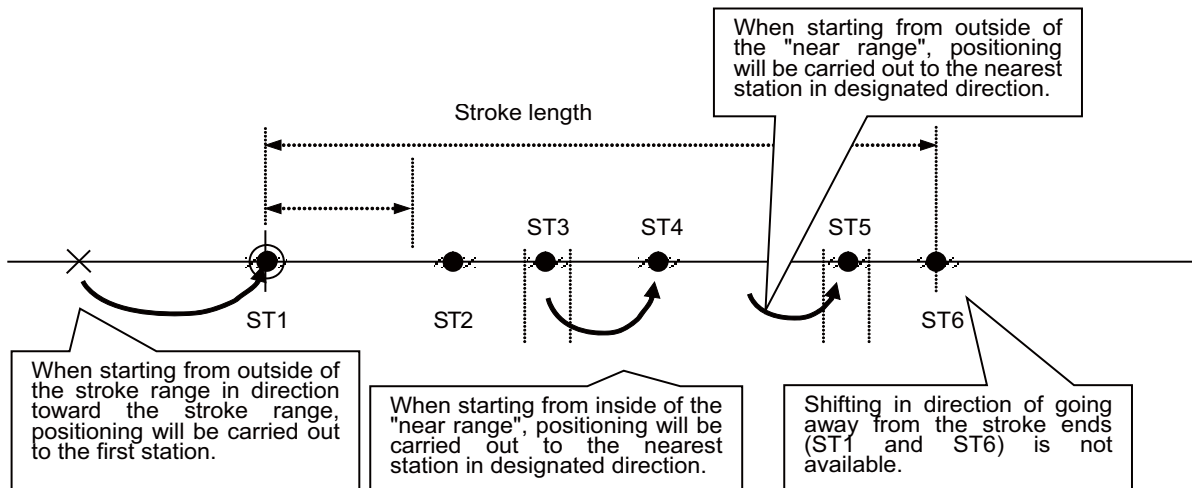 When starting from outside of
the "near range", positioning
will be carried out to the nearest
station in designated direction.
Stroke length
ST3
ST4
ST5
ST1
ST2
ST6
When starting from outside
of the stroke range in direction
toward the stroke range,
positioning will be carried out
to the first station.
When starting from inside of the
"near range", positioning will be
carried out to the nearest
station in designated direction.
Shifting in direction of going
away from the stroke ends
(ST1 and ST6) is not
available.